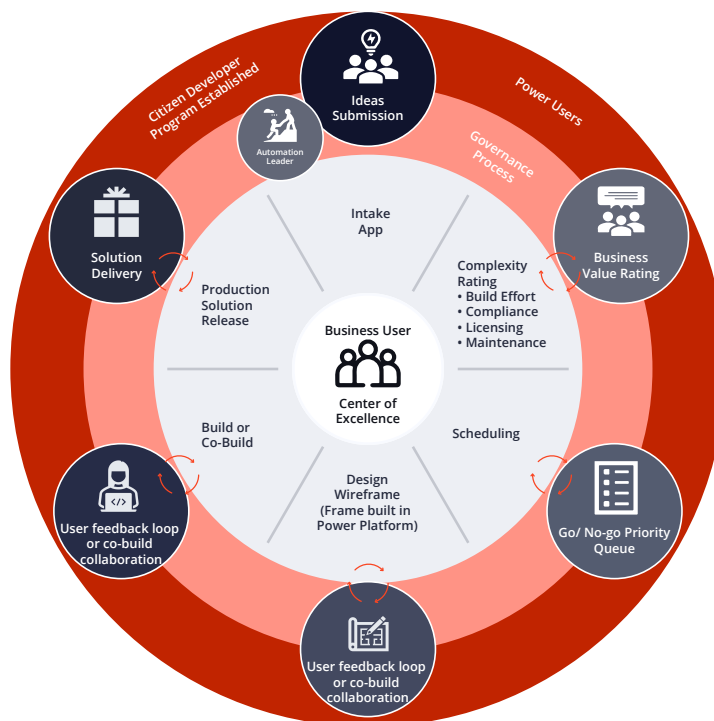 Ideas
Submission
Citizen Developer
Program Established
Power Users
Automation
Leader
Governance
Process
Solution
Delivery
Business
Value Rating
Intake
App
Complexity
Rating
• Build Effort
• Compliance
• Licensing
• Maintenance
Production
Solution
Release
Business User
Center of
Excellence
Build or
Co-Build
Scheduling
Design
Wireframe
(Frame built in
Power Platform)
User feedback loop
or co-build
collaboration
Go/ No-go Priority
Queue
User feedback loop
or co-build
collaboration